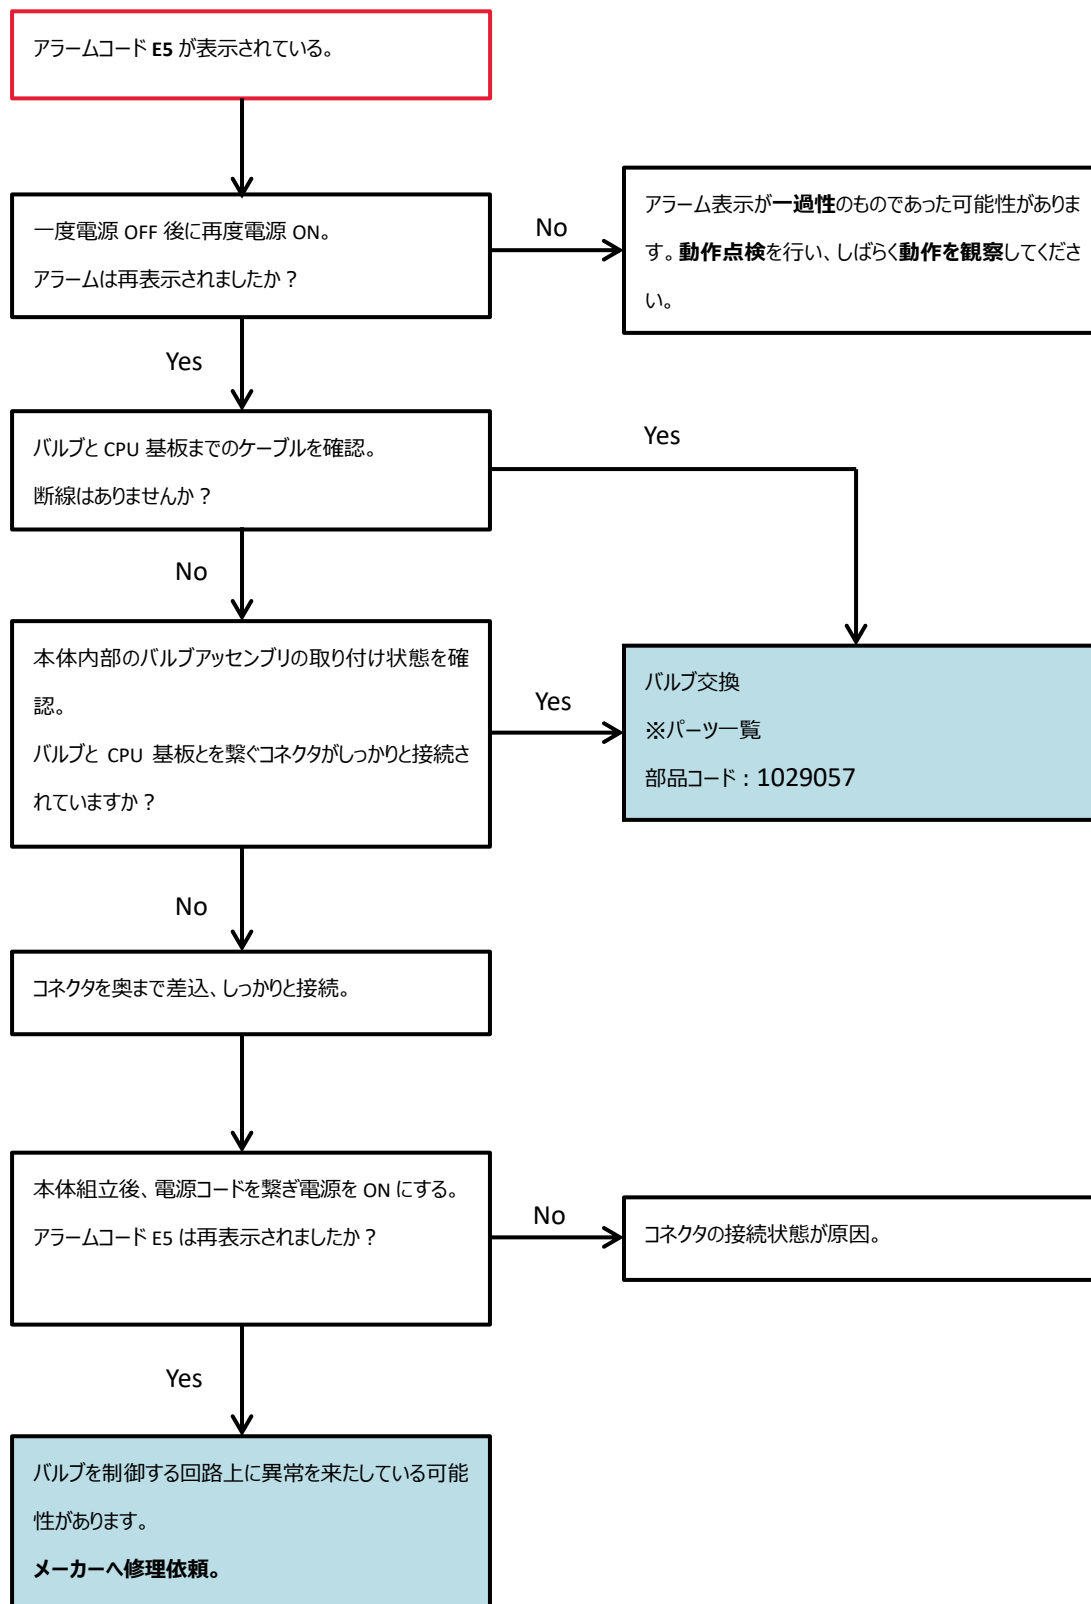 アラームコード E5 が表示されている。
一度電源 OFF 後に再度電源 ON。
アラームは再表示されましたか？
No
アラーム表示が一過性のものであった可能性がありま
す。動作点検を行い、しばらく動作を観察してくださ
い。
Yes
バルブと CPU 基板までのケーブルを確認。
断線はありませんか？
Yes
No
本体内部のバルブアッセンブリの取り付け状態を確
認。
バルブと CPU 基板とを繋ぐコネクタがしっかりと接続さ
れていますか？
Yes
バルブ交換
※パーツ一覧
部品コード：1029057
No
コネクタを奥まで差込、しっかりと接続。
本体組立後、電源コードを繋ぎ電源を ON にする。
アラームコード E5 は再表示されましたか？
No
コネクタの接続状態が原因。
Yes
バルブを制御する回路上に異常を来たしている可能
性があります。
メーカーへ修理依頼。